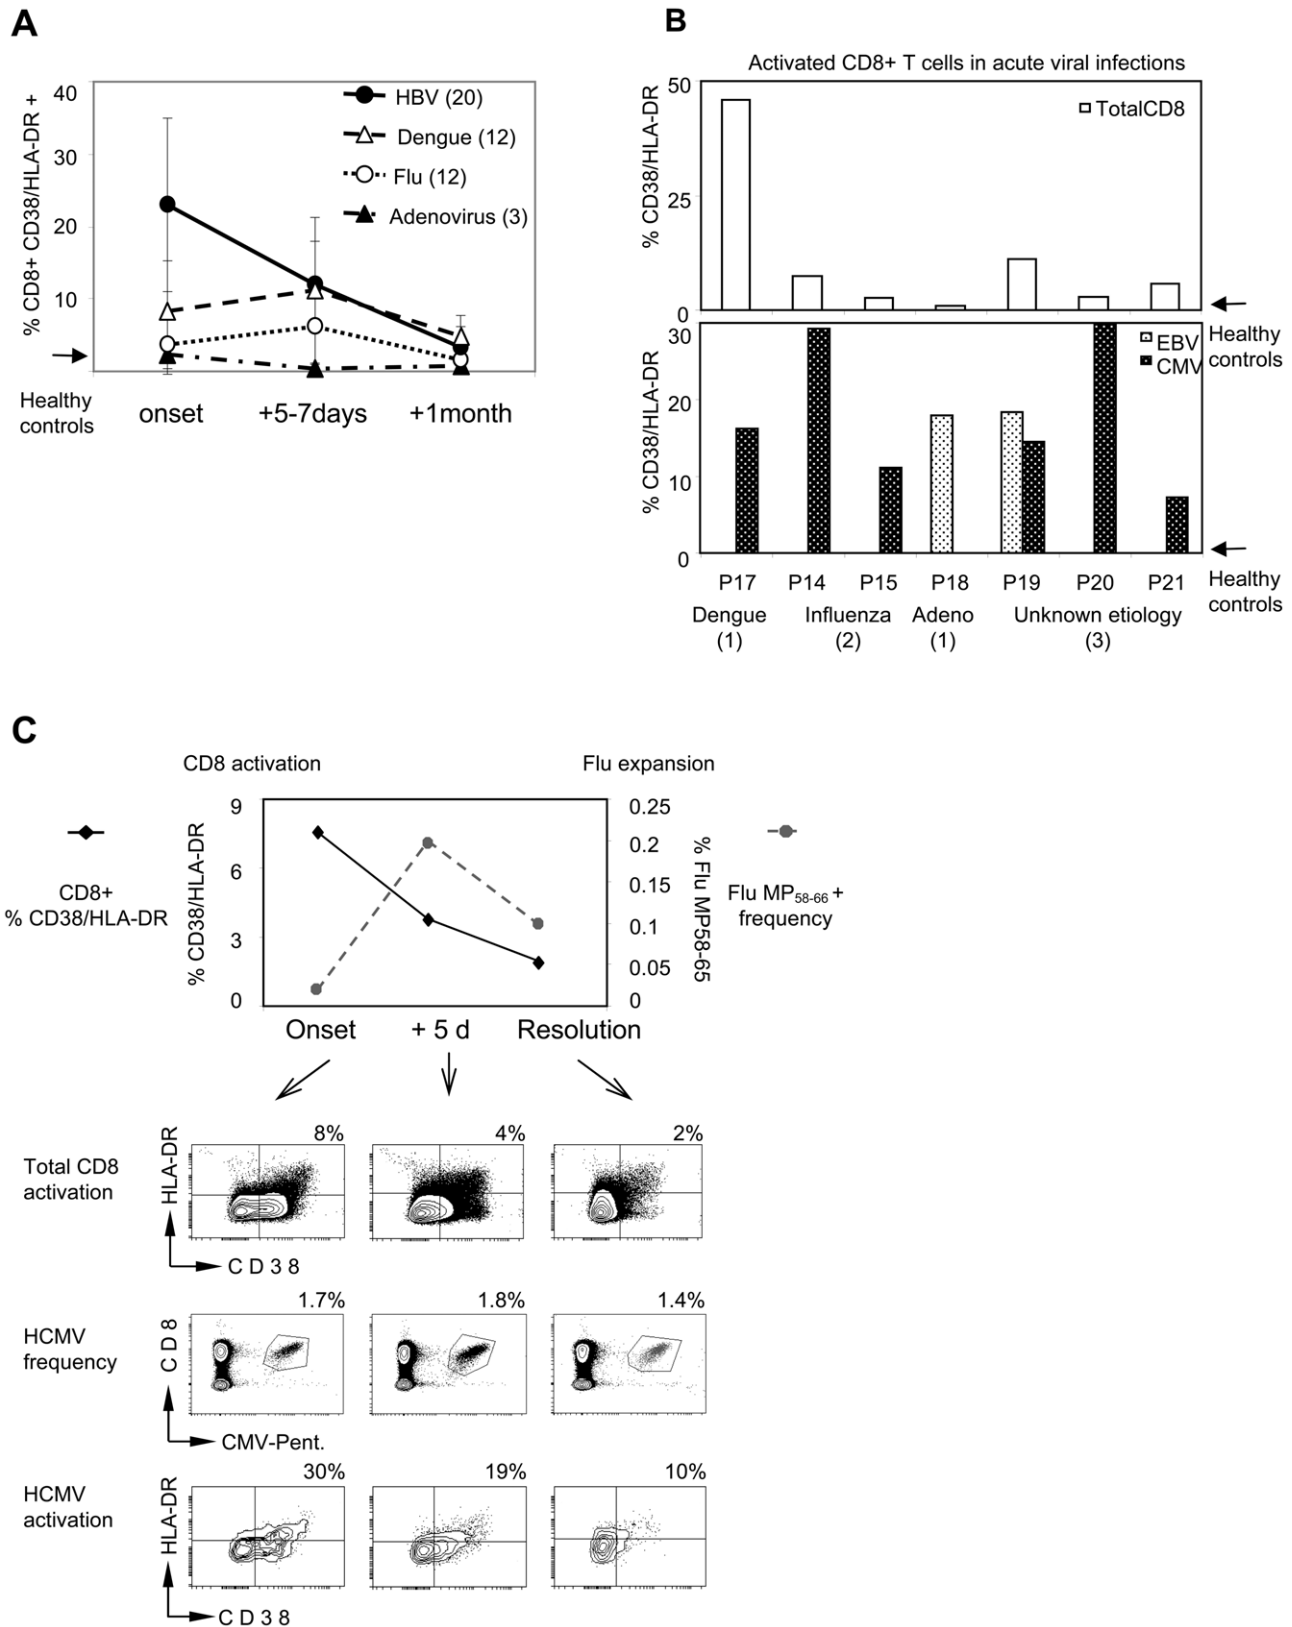 A
% CD8+ CD38/HLA-DR +
40
30
20
10
HBV (20)
Dengue (12)
Flu (12)
Adenovirus (3)
Healthy
controls
onset
+5-7days
+1month
B
Activated CD8+ T cells in acute viral infections
% CD38/HLA-DR
50
25
0
TotalCD8
Healthy
controls
% CD38/HLA-DR
30
20
10
0
EBV
CMV
P17
P14
P15
P18
P19
P20
P21
Healthy
controls
Dengue
(1)
Influenza
(2)
Adeno
(1)
Unknown etiology
(3)
C
CD8 activation
Flu expansion
CD8+
% CD38/HLA-DR
% CD38/HLA-DR
9
6
3
0
0.25
0.2
0.15
0.1
0.05
0
% Flu MP58-65
Flu MP58-66 +
frequency
Onset
+ 5 d
Resolution
Total CD8
activation
HLA-DR
8%
4%
2%
CD38
HCMV
frequency
CD8
1.7%
1.8%
1.4%
CMV-Pent.
HCMV
activation
HLA-DR
30%
19%
10%
CD38